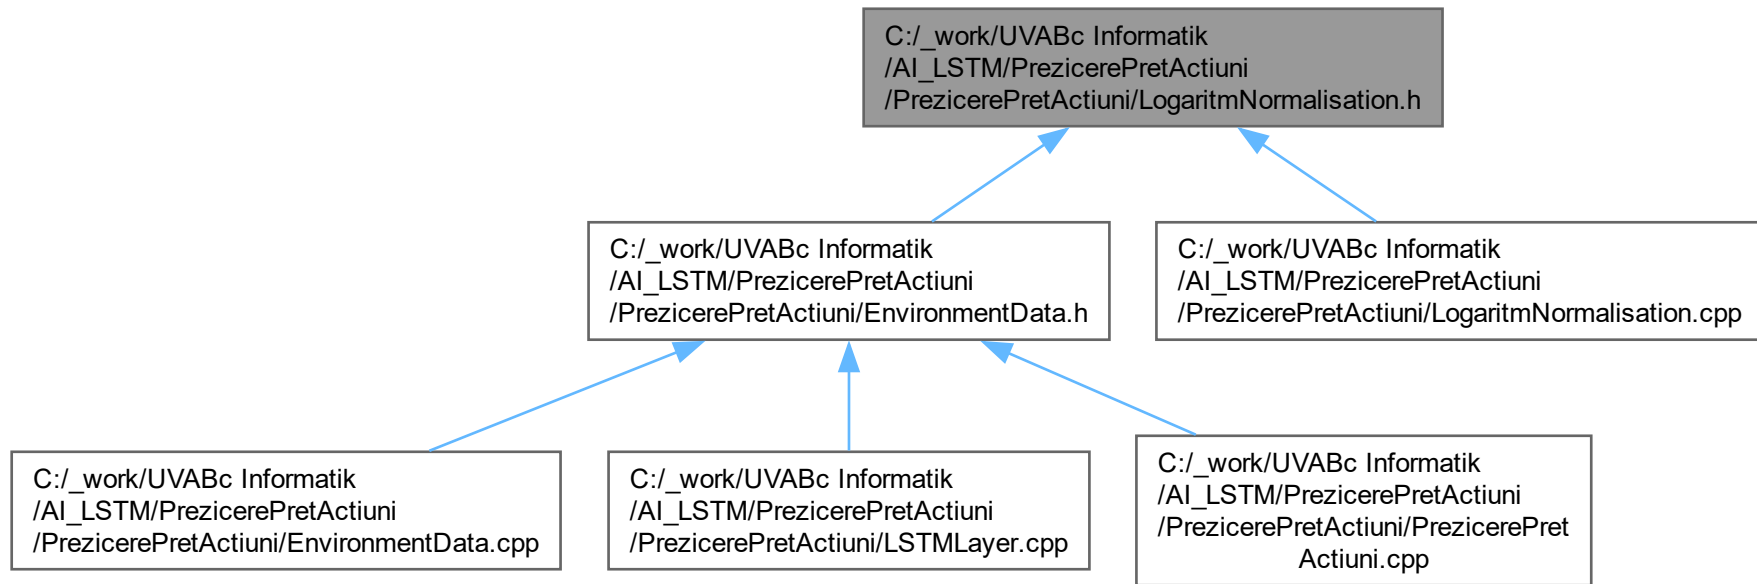 C:/_work/UVABc Informatik
/AI_LSTM/PrezicerePretActiuni
/PrezicerePretActiuni/LogaritmNormalisation.h
C:/_work/UVABc Informatik
/AI_LSTM/PrezicerePretActiuni
/PrezicerePretActiuni/EnvironmentData.h
C:/_work/UVABc Informatik
/AI_LSTM/PrezicerePretActiuni
/PrezicerePretActiuni/LogaritmNormalisation.cpp
C:/_work/UVABc Informatik
/AI_LSTM/PrezicerePretActiuni
/PrezicerePretActiuni/EnvironmentData.cpp
C:/_work/UVABc Informatik
/AI_LSTM/PrezicerePretActiuni
/PrezicerePretActiuni/LSTMLayer.cpp
C:/_work/UVABc Informatik
/AI_LSTM/PrezicerePretActiuni
/PrezicerePretActiuni/PrezicerePret
Actiuni.cpp